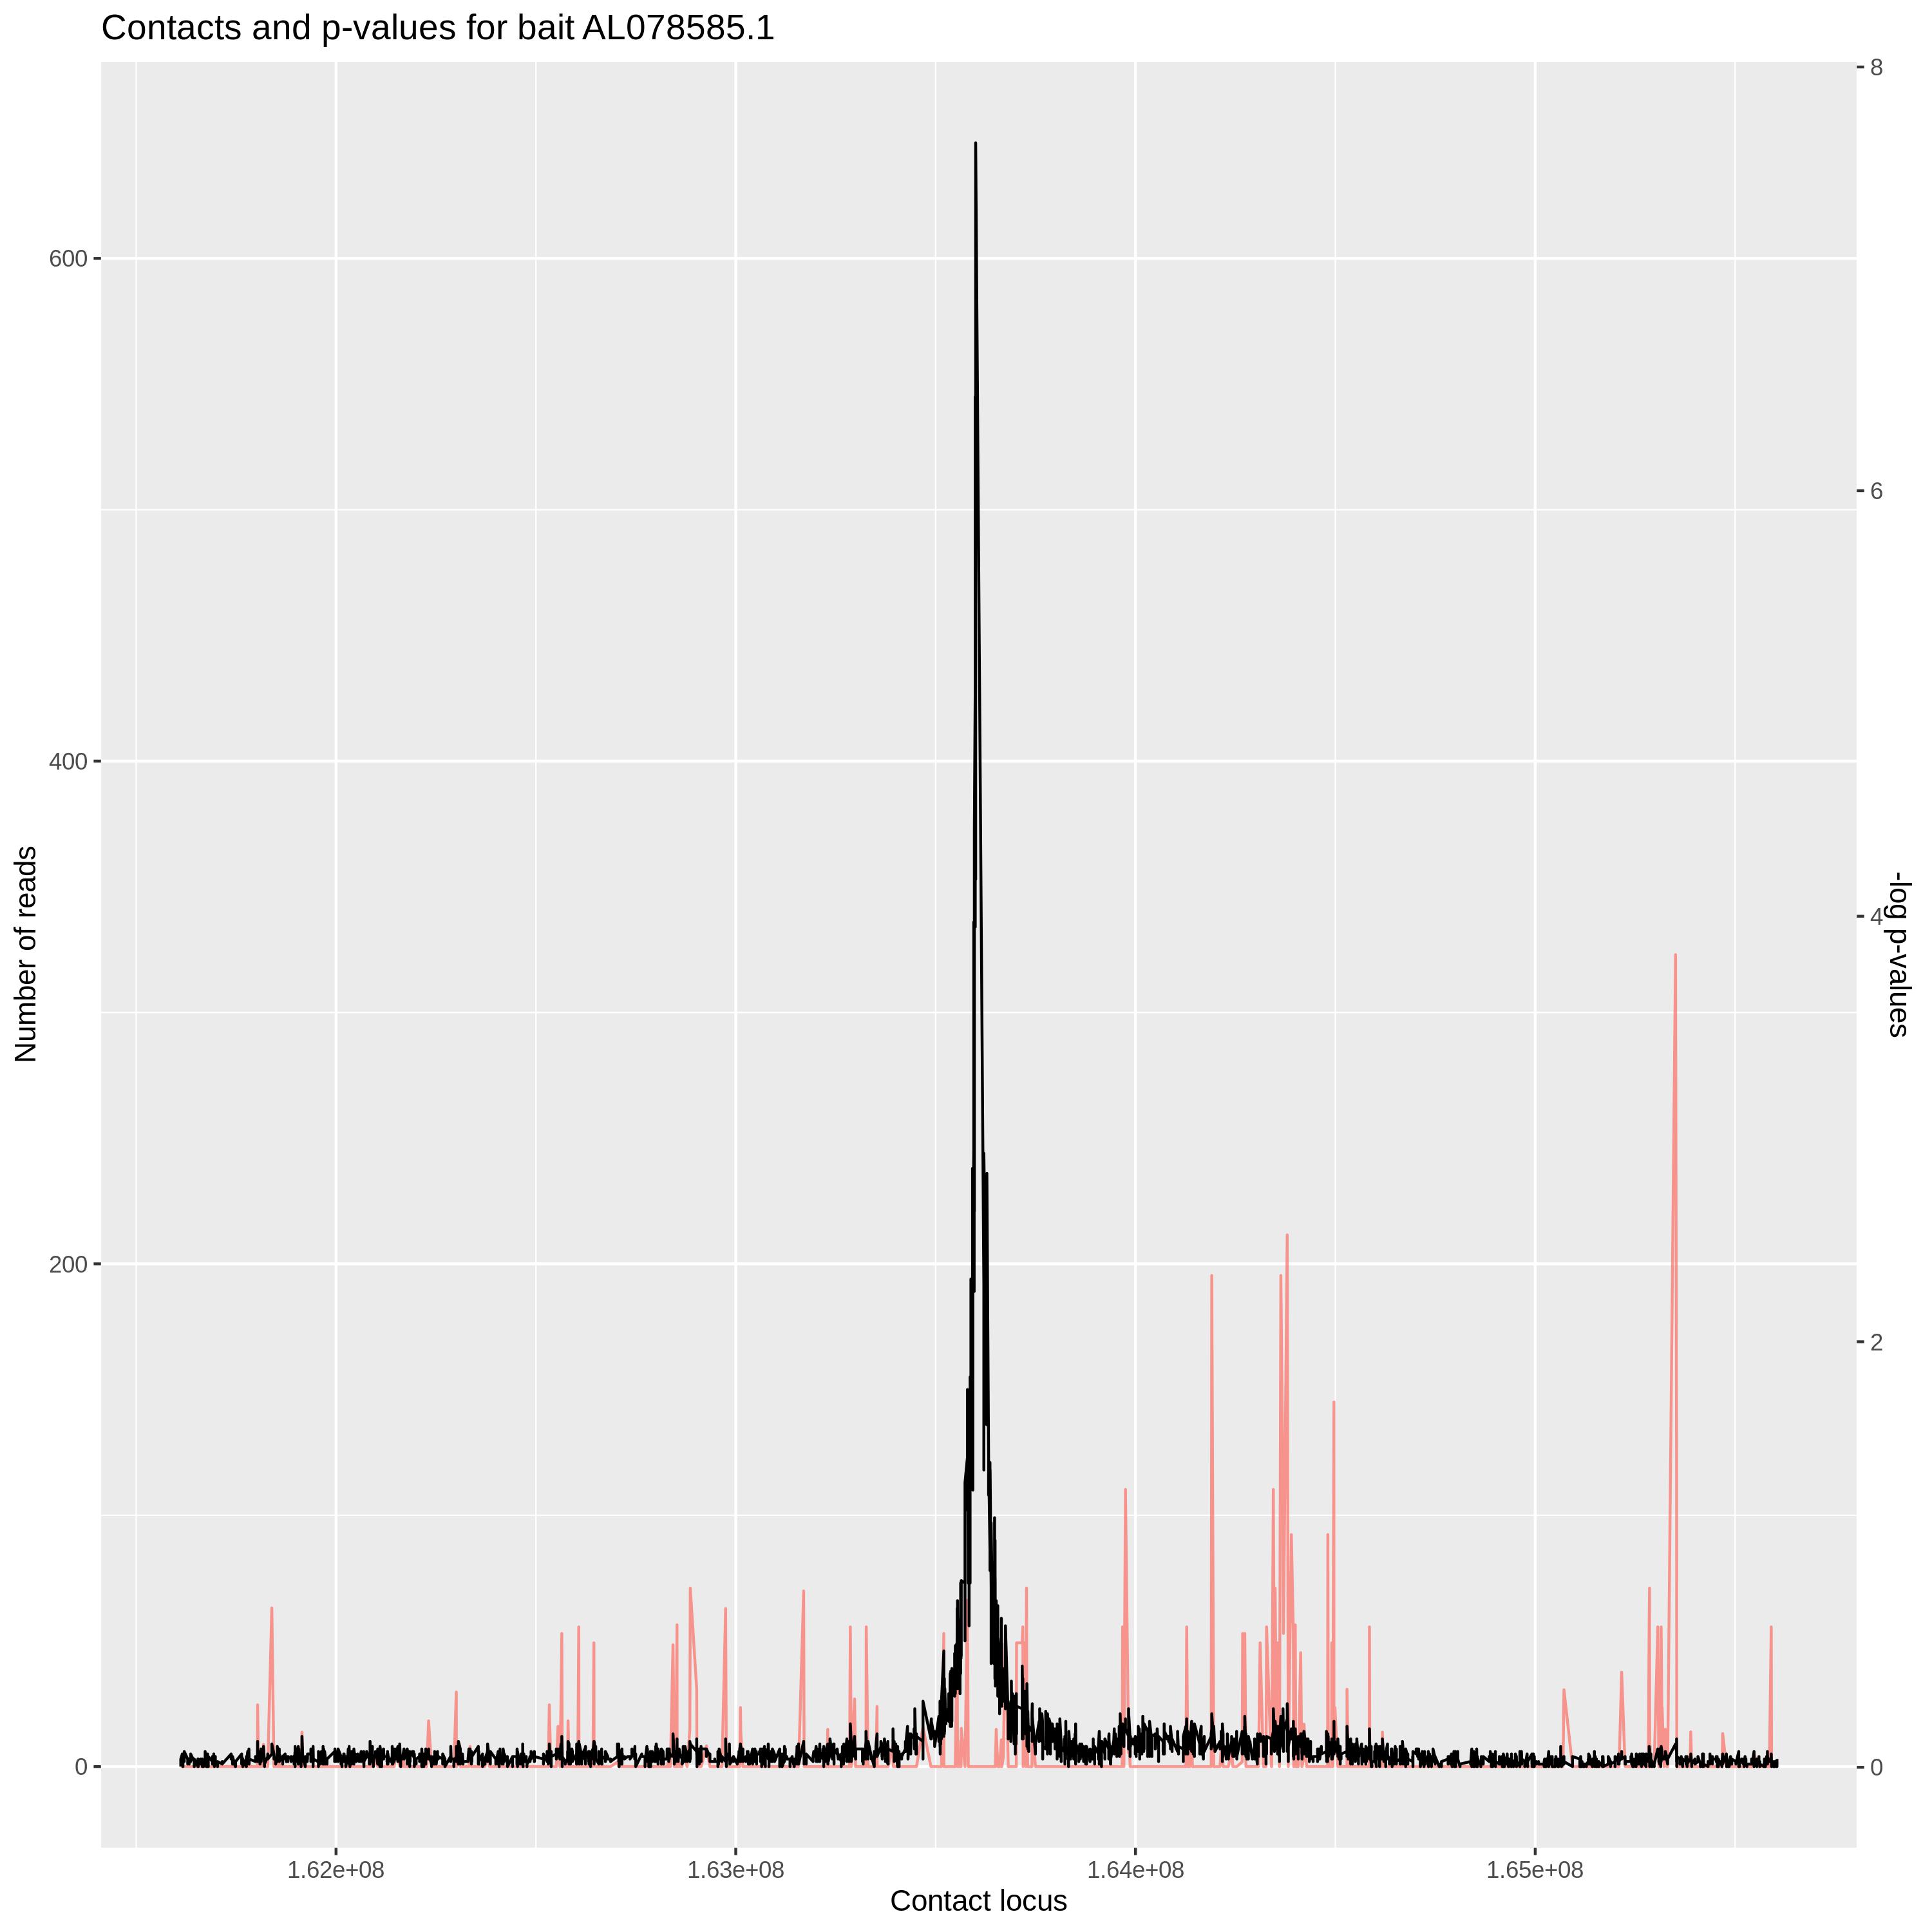 Contacts and p-values for bait AL078585.1
8
600
6
400
Number of reads
-log p-values
4
200
2
0
0
1.62e+08
1.63e+08
1.64e+08
1.65e+08
Contact locus